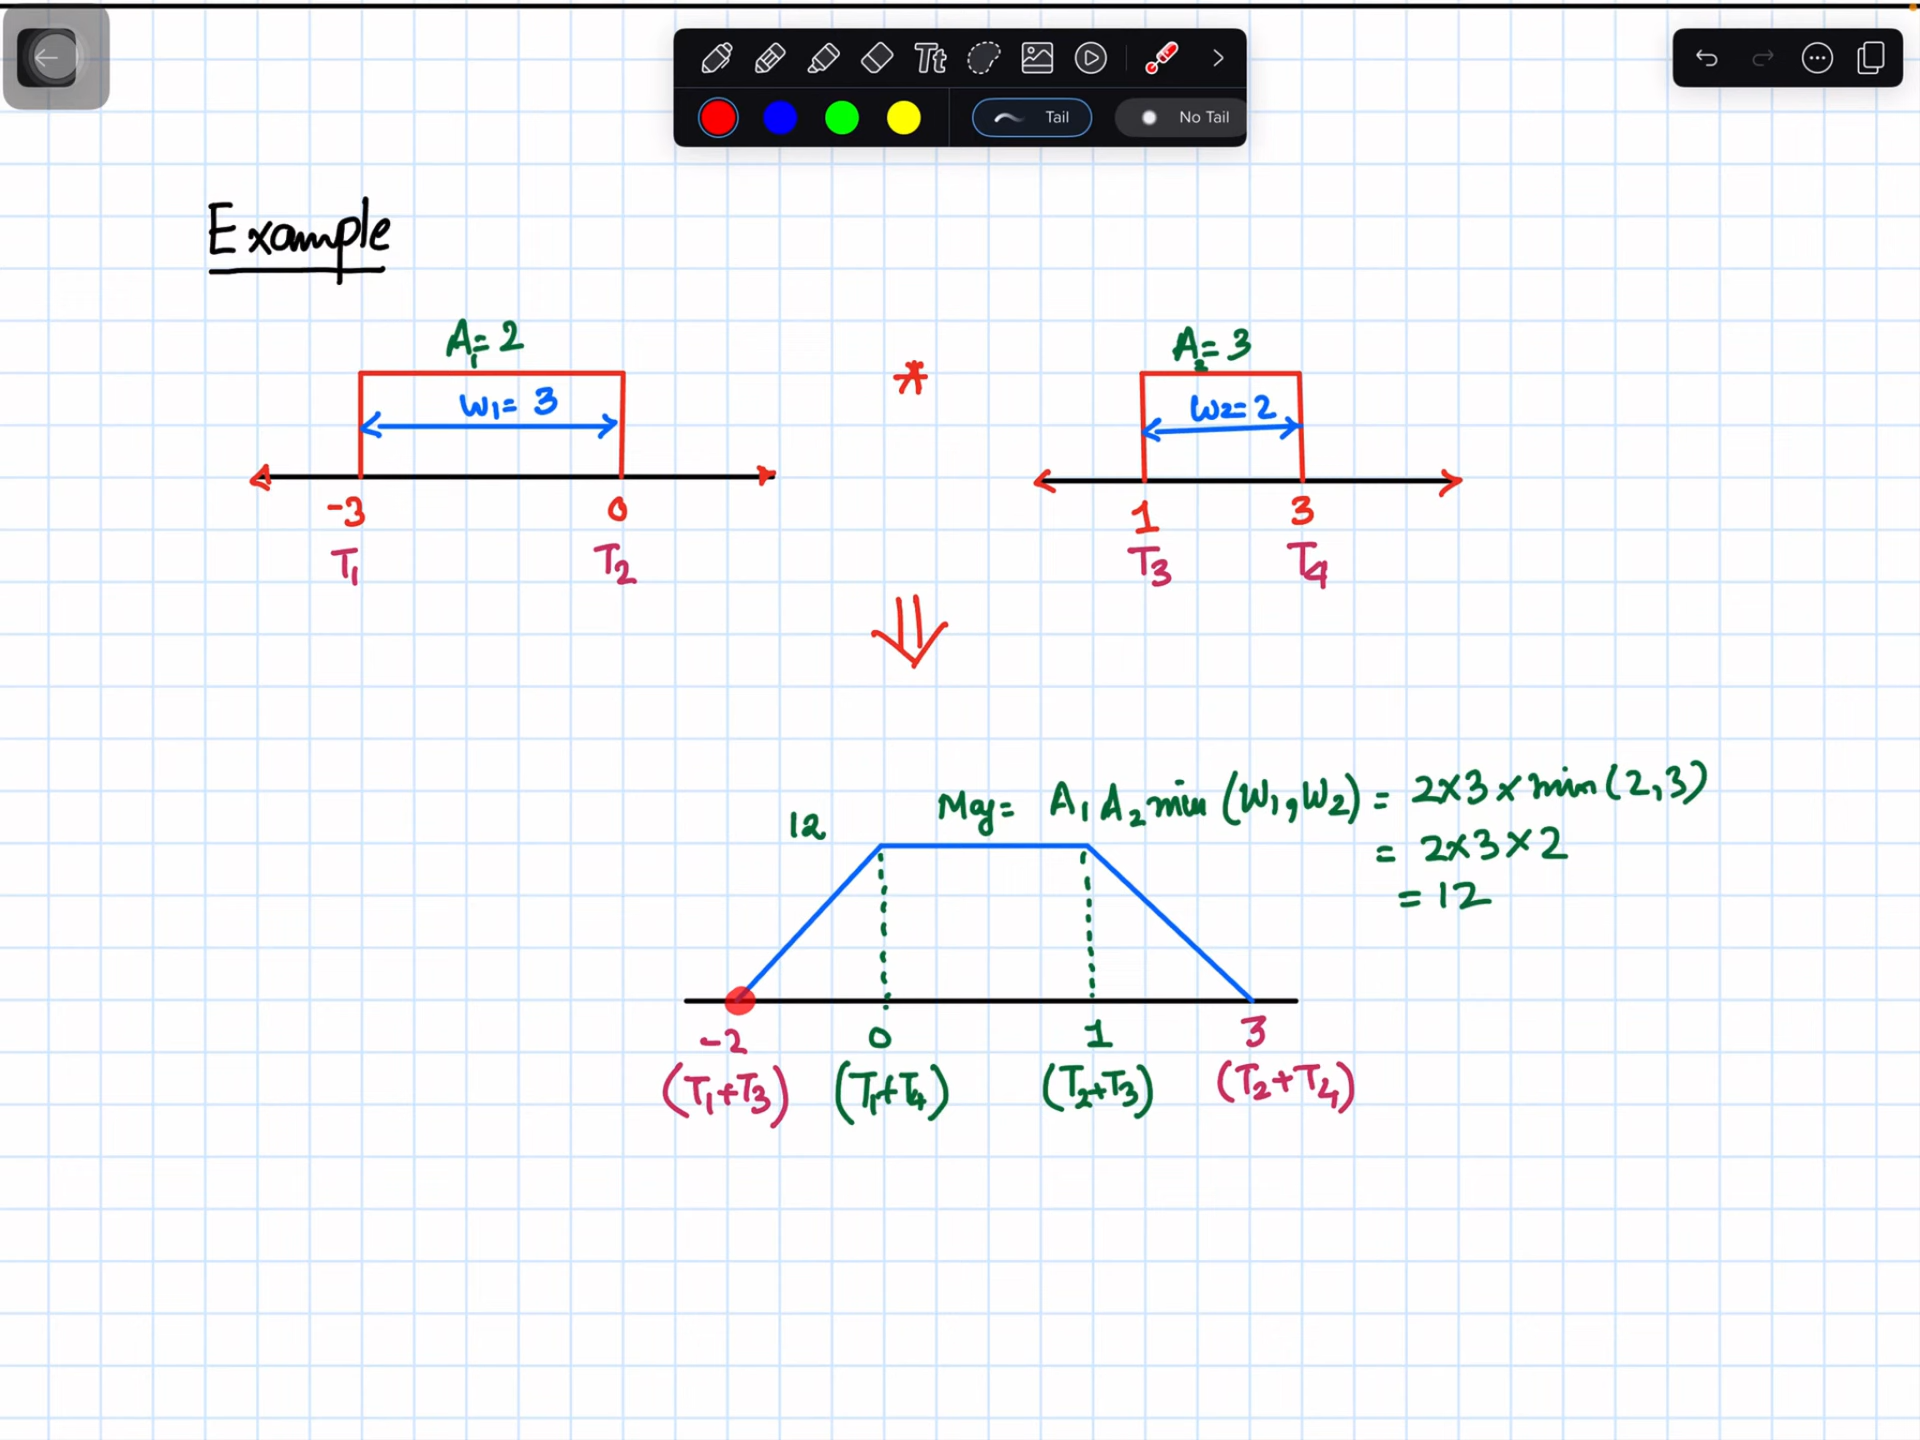 Tt
Tail
No Tail
Example
A₁= 2
W₁= 3
-3
0
T₁
T₂
*
A₂= 3
W₂=2
1
3
T₃
T₄
Mag= A₁ A₂ min (W₁, W₂) = 2×3 × min(2,3)
= 2×3×2
= 12
12
-2
0
1
3
(T₁+T₃)
(T₁+T₄)
(T₂+T₃)
(T₂+T₄)